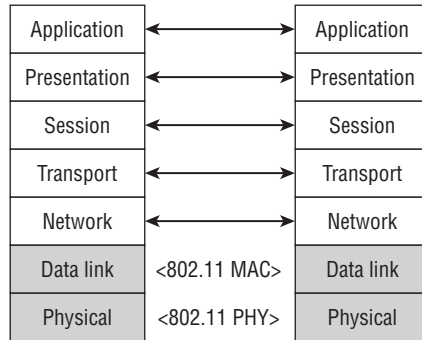 Application Application
Presentation Presentation
Session Session
Transport Transport
Network Network
Data link <802.11 MAC> Data link
Physical <802.11 PHY> Physical